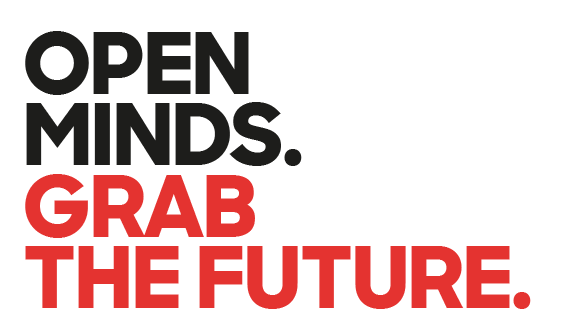 OPEN
MINDS.
GRAB
THE FUTURE.